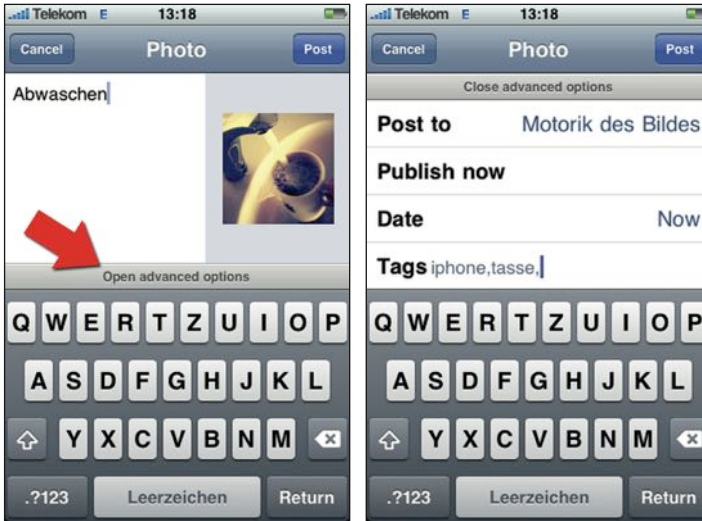 Telekom E 13:18
Cancel Photo Post
Abwaschen
Open advanced options
Q W E R T Z U I O P
A S D F G H J K L
Y X C V B N M
.?123 Leerzeichen Return
Telekom E 13:18
Cancel Photo Post
Close advanced options
Post to Motorik des Bildes
Publish now
Date Now
Tags iphone,tasse,
Q W E R T Z U I O P
A S D F G H J K L
Y X C V B N M
.?123 Leerzeichen Return